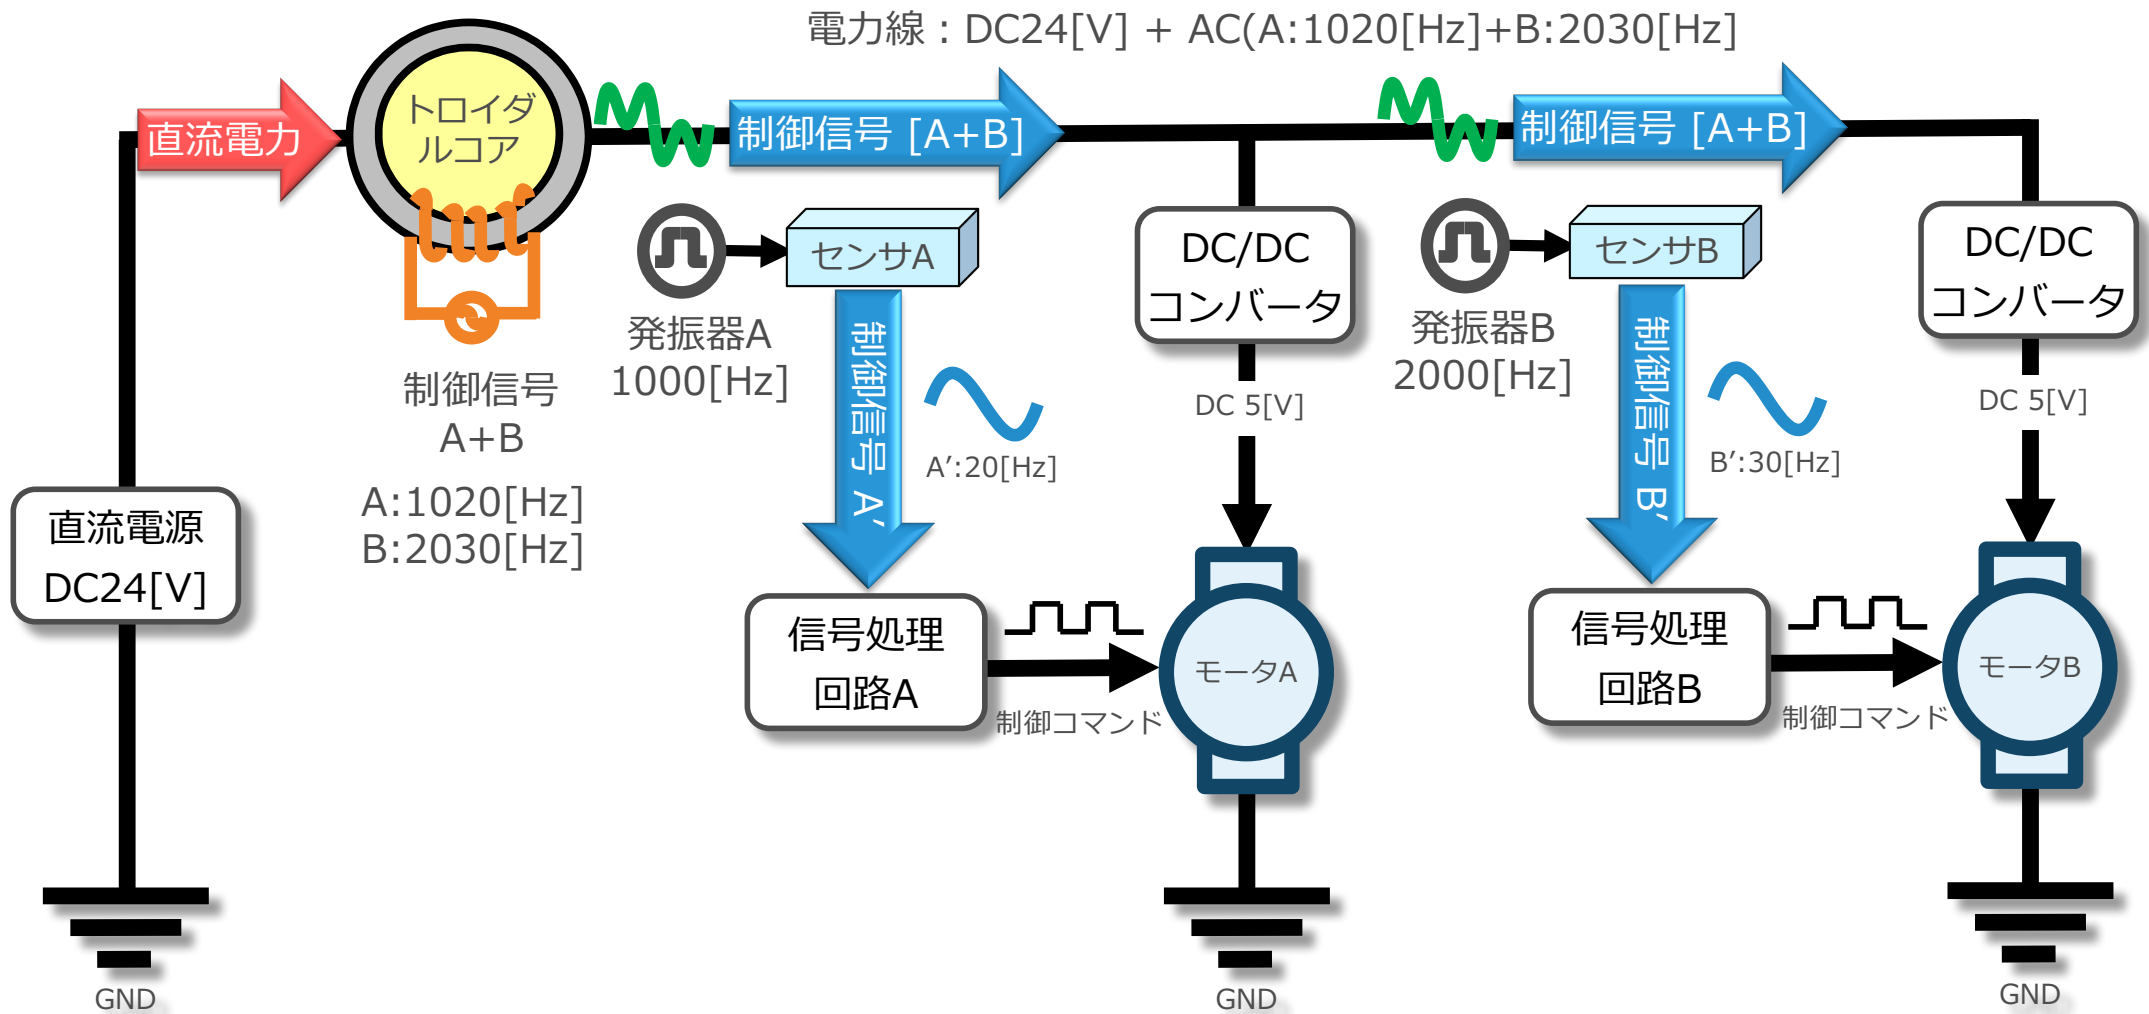 電力線：DC24[V] + AC(A:1020[Hz]+B:2030[Hz]
直流電力
トロイダ
ルコア
制御信号 [A+B]
制御信号 [A+B]
センサA
DC/DC
コンバータ
センサB
DC/DC
コンバータ
発振器A
1000[Hz]
発振器B
2000[Hz]
制御信号
A+B
A:1020[Hz]
B:2030[Hz]
制御信号 A'
A':20[Hz]
DC 5[V]
制御信号 B'
B':30[Hz]
DC 5[V]
直流電源
DC24[V]
信号処理
回路A
制御コマンド
モータA
信号処理
回路B
制御コマンド
モータB
GND
GND
GND